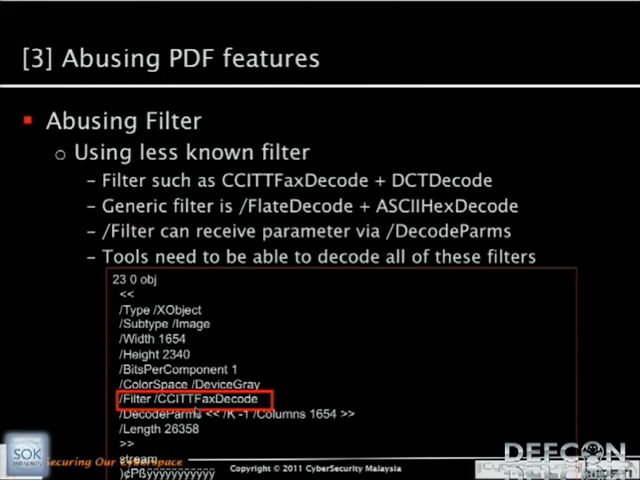 [3] Abusing PDF features
Abusing Filter
Using less known filter
– Filter such as CCITTFaxDecode + DCTDecode
– Generic filter is /FlateDecode + ASCIIHexDecode
– /Filter can receive parameter via /DecodeParms
– Tools need to be able to decode all of these filters
23 0 obj
<<
/Type /XObject
/Subtype /Image
/Width 1654
/Height 2340
/BitsPerComponent 1
/ColorSpace /DeviceGray
/Filter /CCITTFaxDecode
/DecodeParms << /K -1 /Columns 1654 >>
/Length 26358
>>
stream
SOK
Securing Our Cyberspace
Copyright © 2011 CyberSecurity Malaysia
DEFCON